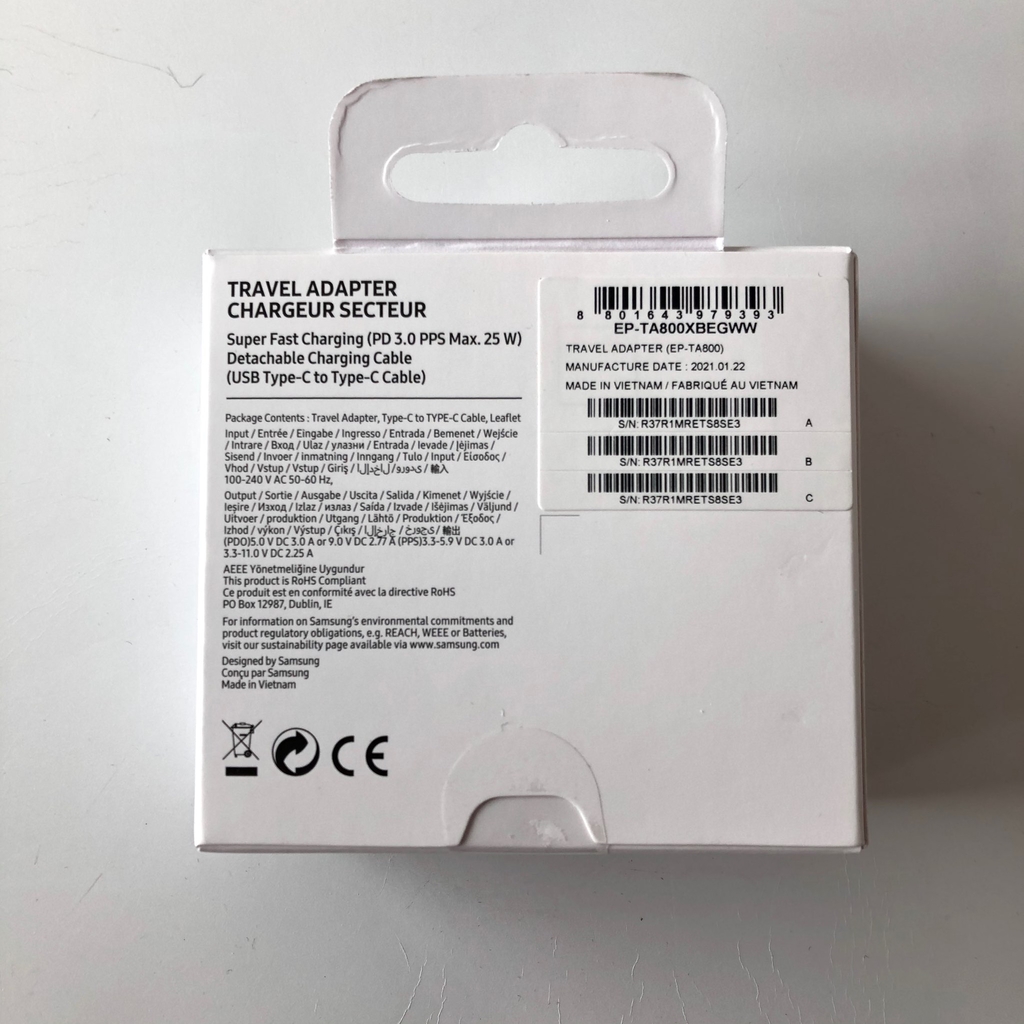 TRAVEL ADAPTER
CHARGEUR SECTEUR
Super Fast Charging (PD 3.0 PPS Max. 25 W)
Detachable Charging Cable
(USB Type-C to Type-C Cable)
Package Contents : Travel Adapter, Type-C to TYPE-C Cable, Leaflet
Input / Entrée / Eingabe / Ingresso / Entrada / Bemenet / Wejście
/ Intrare / Вход / Ulaz / улазни / Entrada / Ievade / Įėjimas /
Sisend / Invoer / inmatning / Inngang / Tulo / Input / Είσοδος /
Vhod / Vstup / Vstup / Giriş / الإدخال / ورودی / 輸入
100-240 V AC 50-60 Hz,
Output / Sortie / Ausgabe / Uscita / Salida / Kimenet / Wyjście /
Ieşire / Изход / Izlaz / излаз / Saída / Izvade / Išėjimas / Väljund /
Uitvoer / produktion / Utgang / Lähtö / Produktion / Έξοδος /
Izhod / výkon / Výstup / Çıkış / الإخراج / خروجی / 輸出
(PDO)5.0 V DC 3.0 A or 9.0 V DC 2.77 A (PPS)3.3-5.9 V DC 3.0 A or
3.3-11.0 V DC 2.25 A
AEEE Yönetmeliğine Uygundur
This product is RoHS Compliant
Ce produit est en conformité avec la directive RoHS
PO Box 12987, Dublin, IE
For information on Samsung's environmental commitments and
product regulatory obligations, e.g. REACH, WEEE or Batteries,
visit our sustainability page available via www.samsung.com
Designed by Samsung
Conçu par Samsung
Made in Vietnam
CE
8 801643 979393
EP-TA800XBEGWW
TRAVEL ADAPTER (EP-TA800)
MANUFACTURE DATE : 2021.01.22
MADE IN VIETNAM / FABRIQUÉ AU VIETNAM
S/N: R37R1MRETS8SE3 A
S/N: R37R1MRETS8SE3 B
S/N: R37R1MRETS8SE3 C